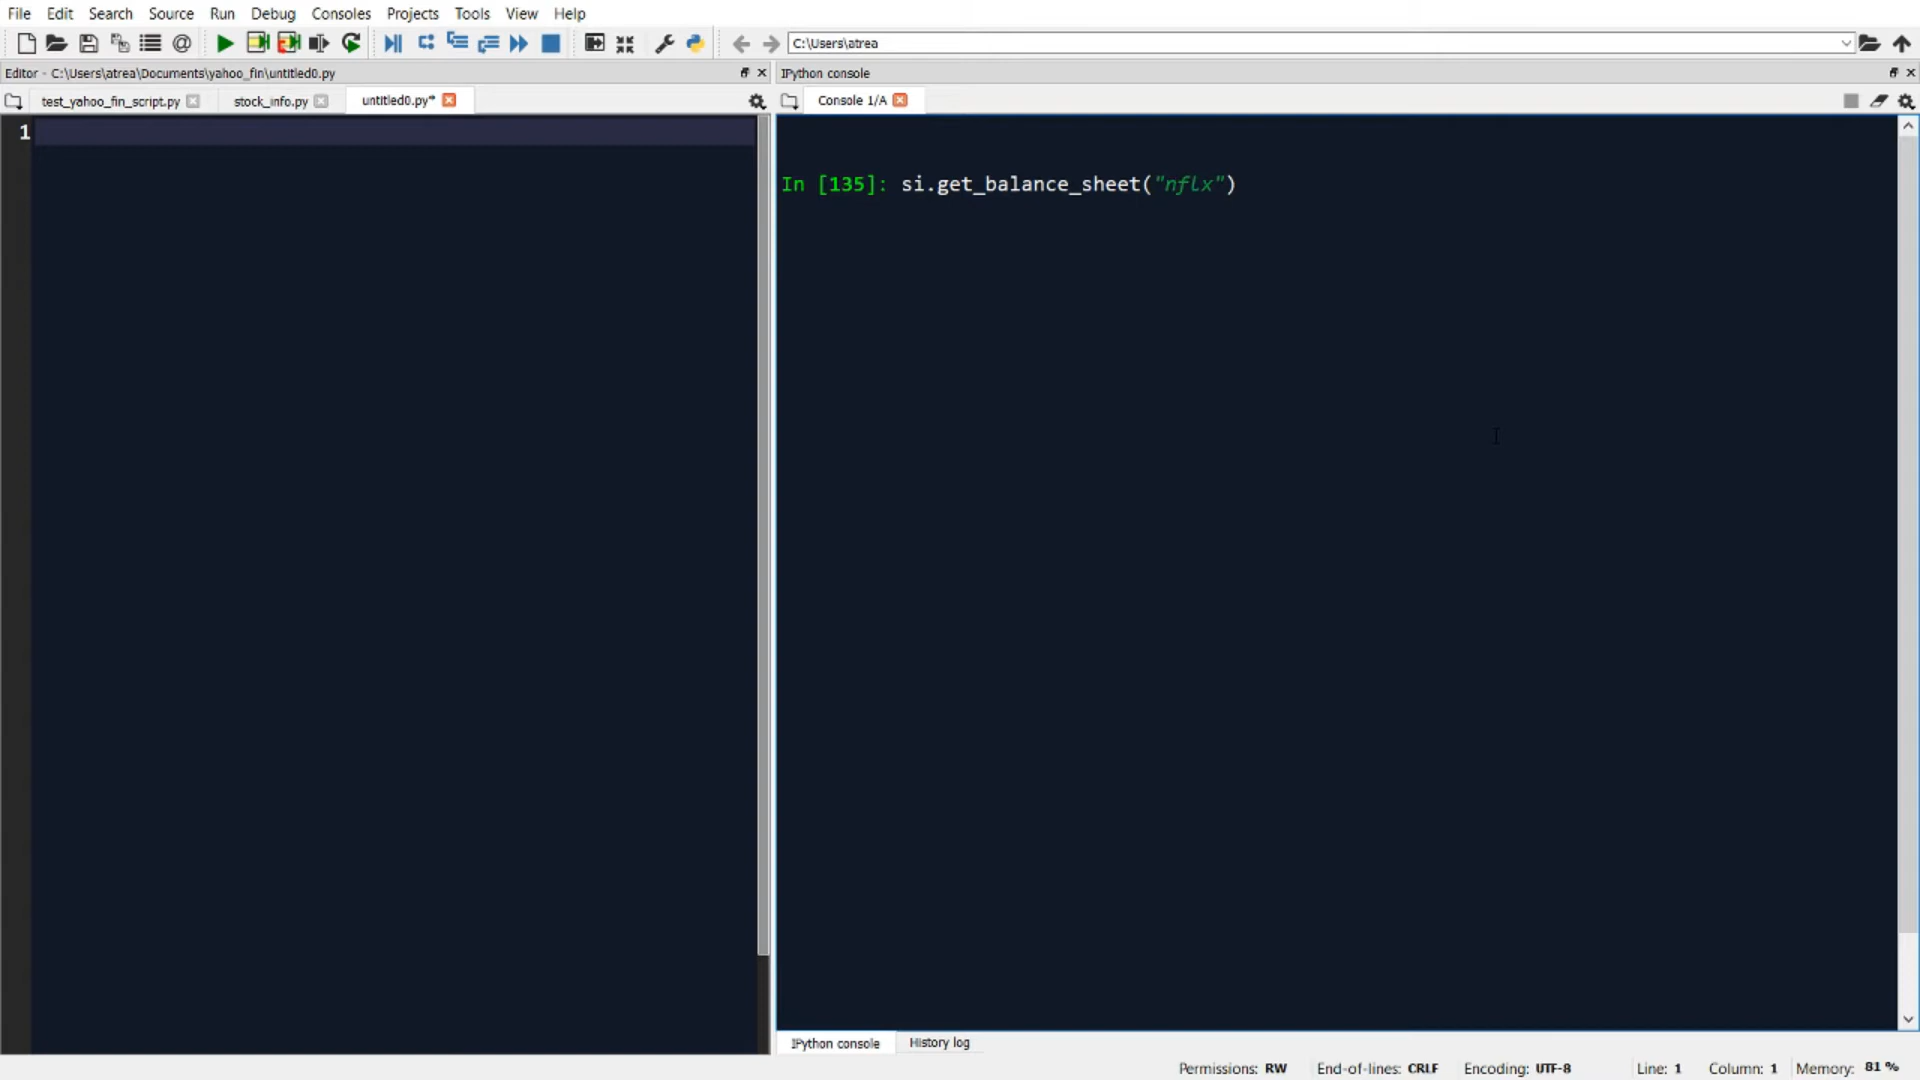 File Edit Search Source Run Debug Consoles Projects Tools View Help
C:\Users\atrea
Editor - C:\Users\atrea\Documents\yahoo_fin\untitled0.py
IPython console
test_yahoo_fin_script.py stock_info.py untitled0.py*
Console 1/A
1
In [135]: si.get_balance_sheet("nflx")
IPython console History log
Permissions: RW End-of-lines: CRLF Encoding: UTF-8 Line: 1 Column: 1 Memory: 81 %